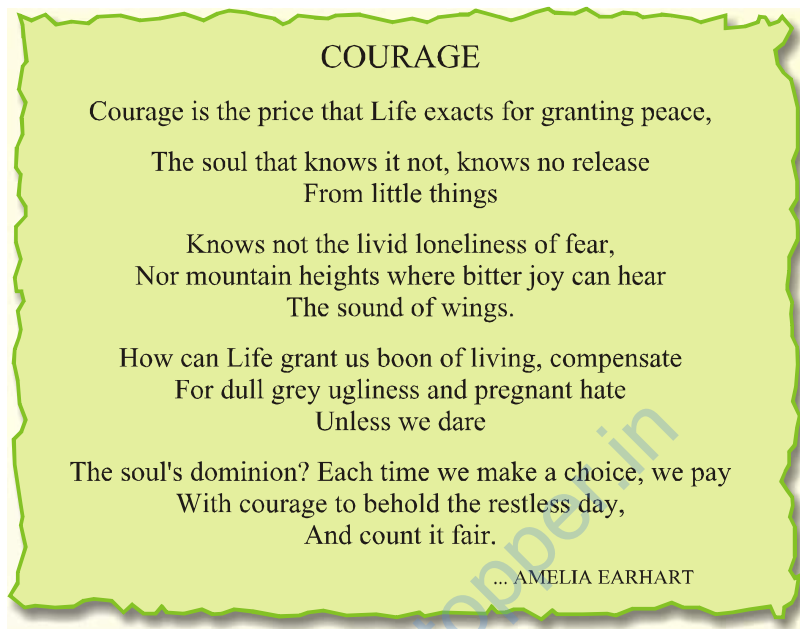 COURAGE
Courage is the price that Life exacts for granting peace,
The soul that knows it not, knows no release
From little things
Knows not the livid loneliness of fear,
Nor mountain heights where bitter joy can hear
The sound of wings.
How can Life grant us boon of living, compensate
For dull grey ugliness and pregnant hate
Unless we dare
The soul's dominion? Each time we make a choice, we pay
With courage to behold the restless day,
And count it fair.
... AMELIA EARHART